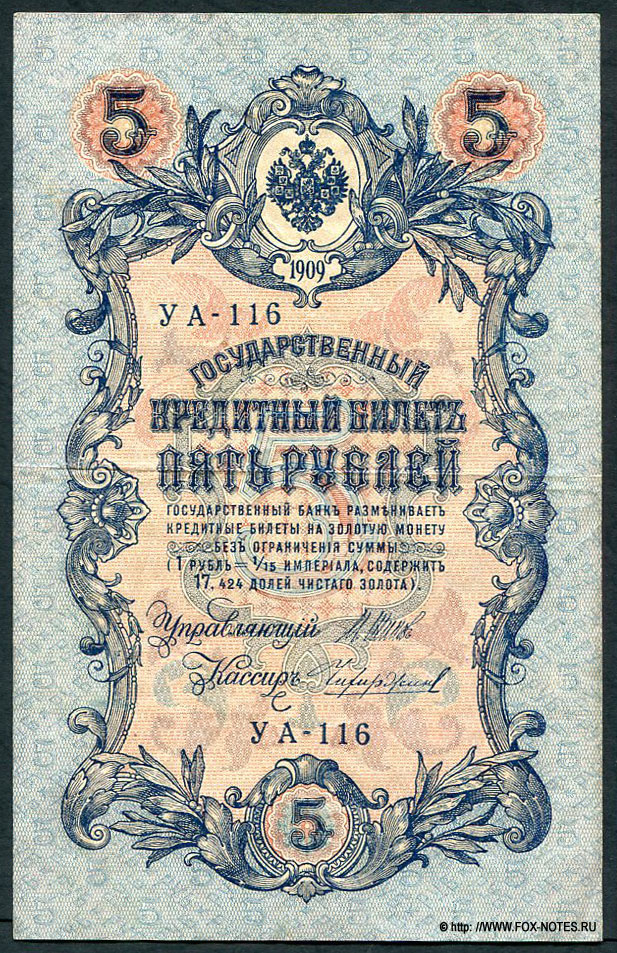 5 5
1909
УА-116
ГОСУДАРСТВЕННЫЙ
КРЕДИТНЫЙ БИЛЕТЪ
ПЯТЬ РУБЛЕЙ
ГОСУДАРСТВЕННЫЙ БАНКЪ РАЗМѢНИВАЕТЪ
КРЕДИТНЫЕ БИЛЕТЫ НА ЗОЛОТУЮ МОНЕТУ
БЕЗЪ ОГРАНИЧЕНІЯ СУММЫ
(1 РУБЛЬ = 1/15 ИМПЕРІАЛА, СОДЕРЖИТЪ
17,424 ДОЛЕЙ ЧИСТАГО ЗОЛОТА).
Управляющій
Кассиръ
УА-116
5
© http: //WWW.FOX-NOTES.RU